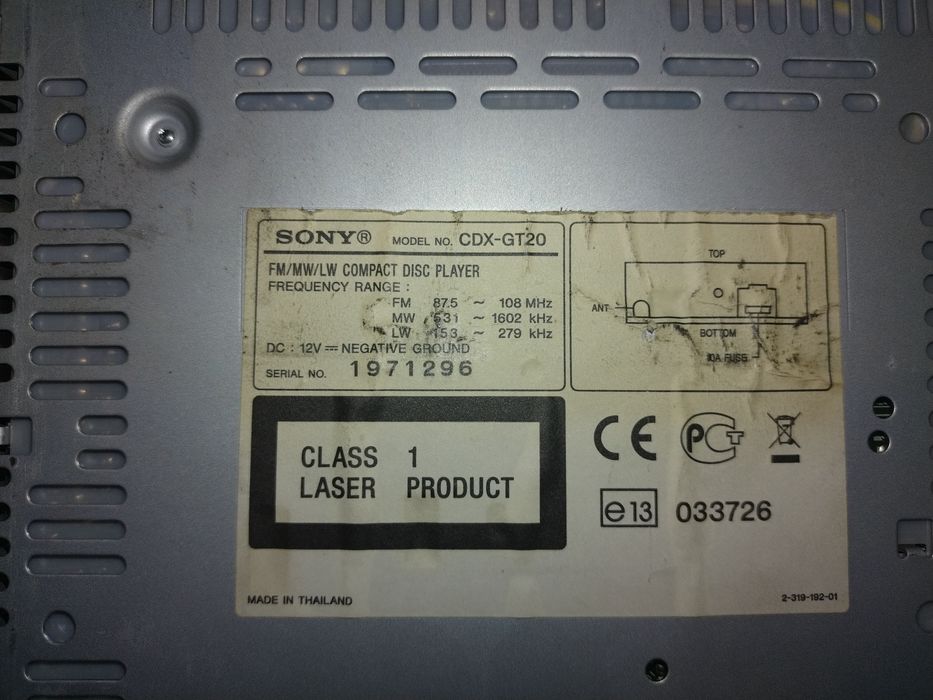 SONY® MODEL NO. CDX-GT20
FM/MW/LW COMPACT DISC PLAYER
FREQUENCY RANGE :
FM 87.5 ~ 108 MHz
MW 531 ~ 1602 kHz
LW 153 ~ 279 kHz
DC : 12V ⎓ NEGATIVE GROUND
SERIAL NO. 1971296
TOP
ANT
BOTTOM
10A FUSE
CLASS 1
LASER PRODUCT
CE PCT
e13 033726
MADE IN THAILAND
2-319-192-01